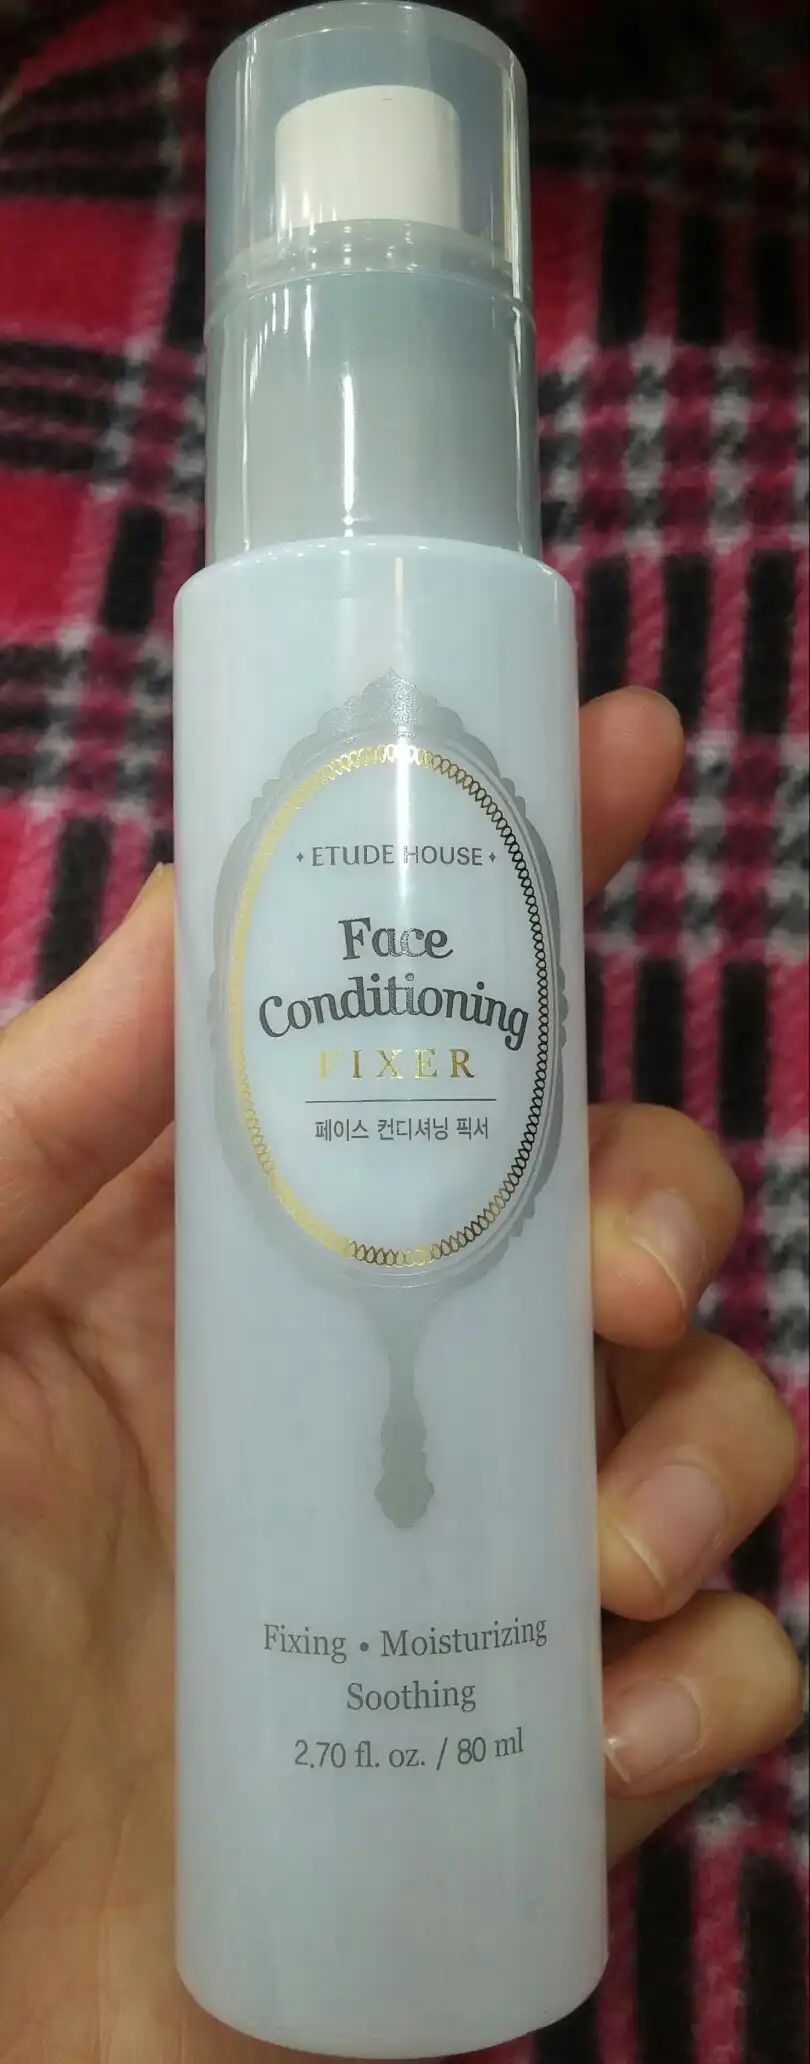 ETUDE HOUSE
Face
Conditioning
FIXER
페이스 컨디셔닝 픽서
Fixing • Moisturizing
Soothing
2.70 fl. oz. / 80 ml